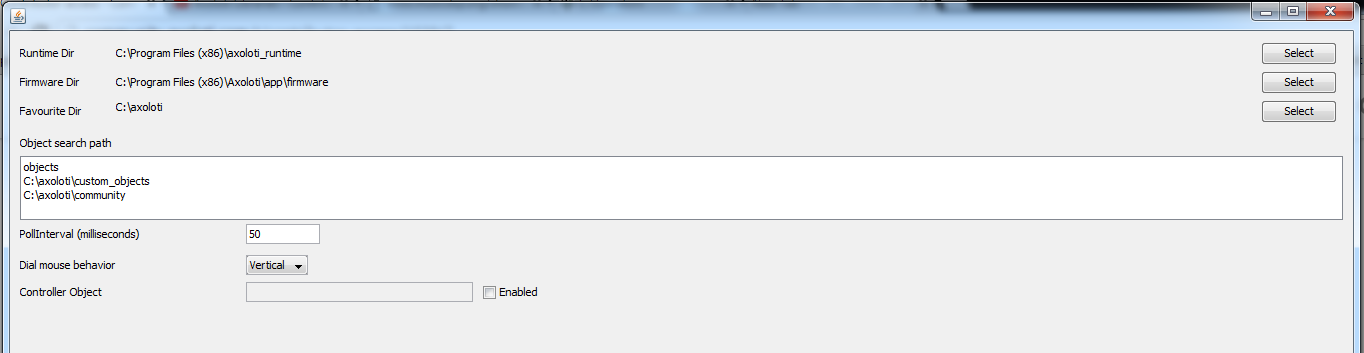 Runtime Dir C:\Program Files (x86)\axoloti_runtime Select
Firmware Dir C:\Program Files (x86)\Axoloti\app\firmware Select
Favourite Dir C:\axoloti Select
Object search path
objects
C:\axoloti\custom_objects
C:\axoloti\community
PollInterval (milliseconds) 50
Dial mouse behavior Vertical
Controller Object Enabled